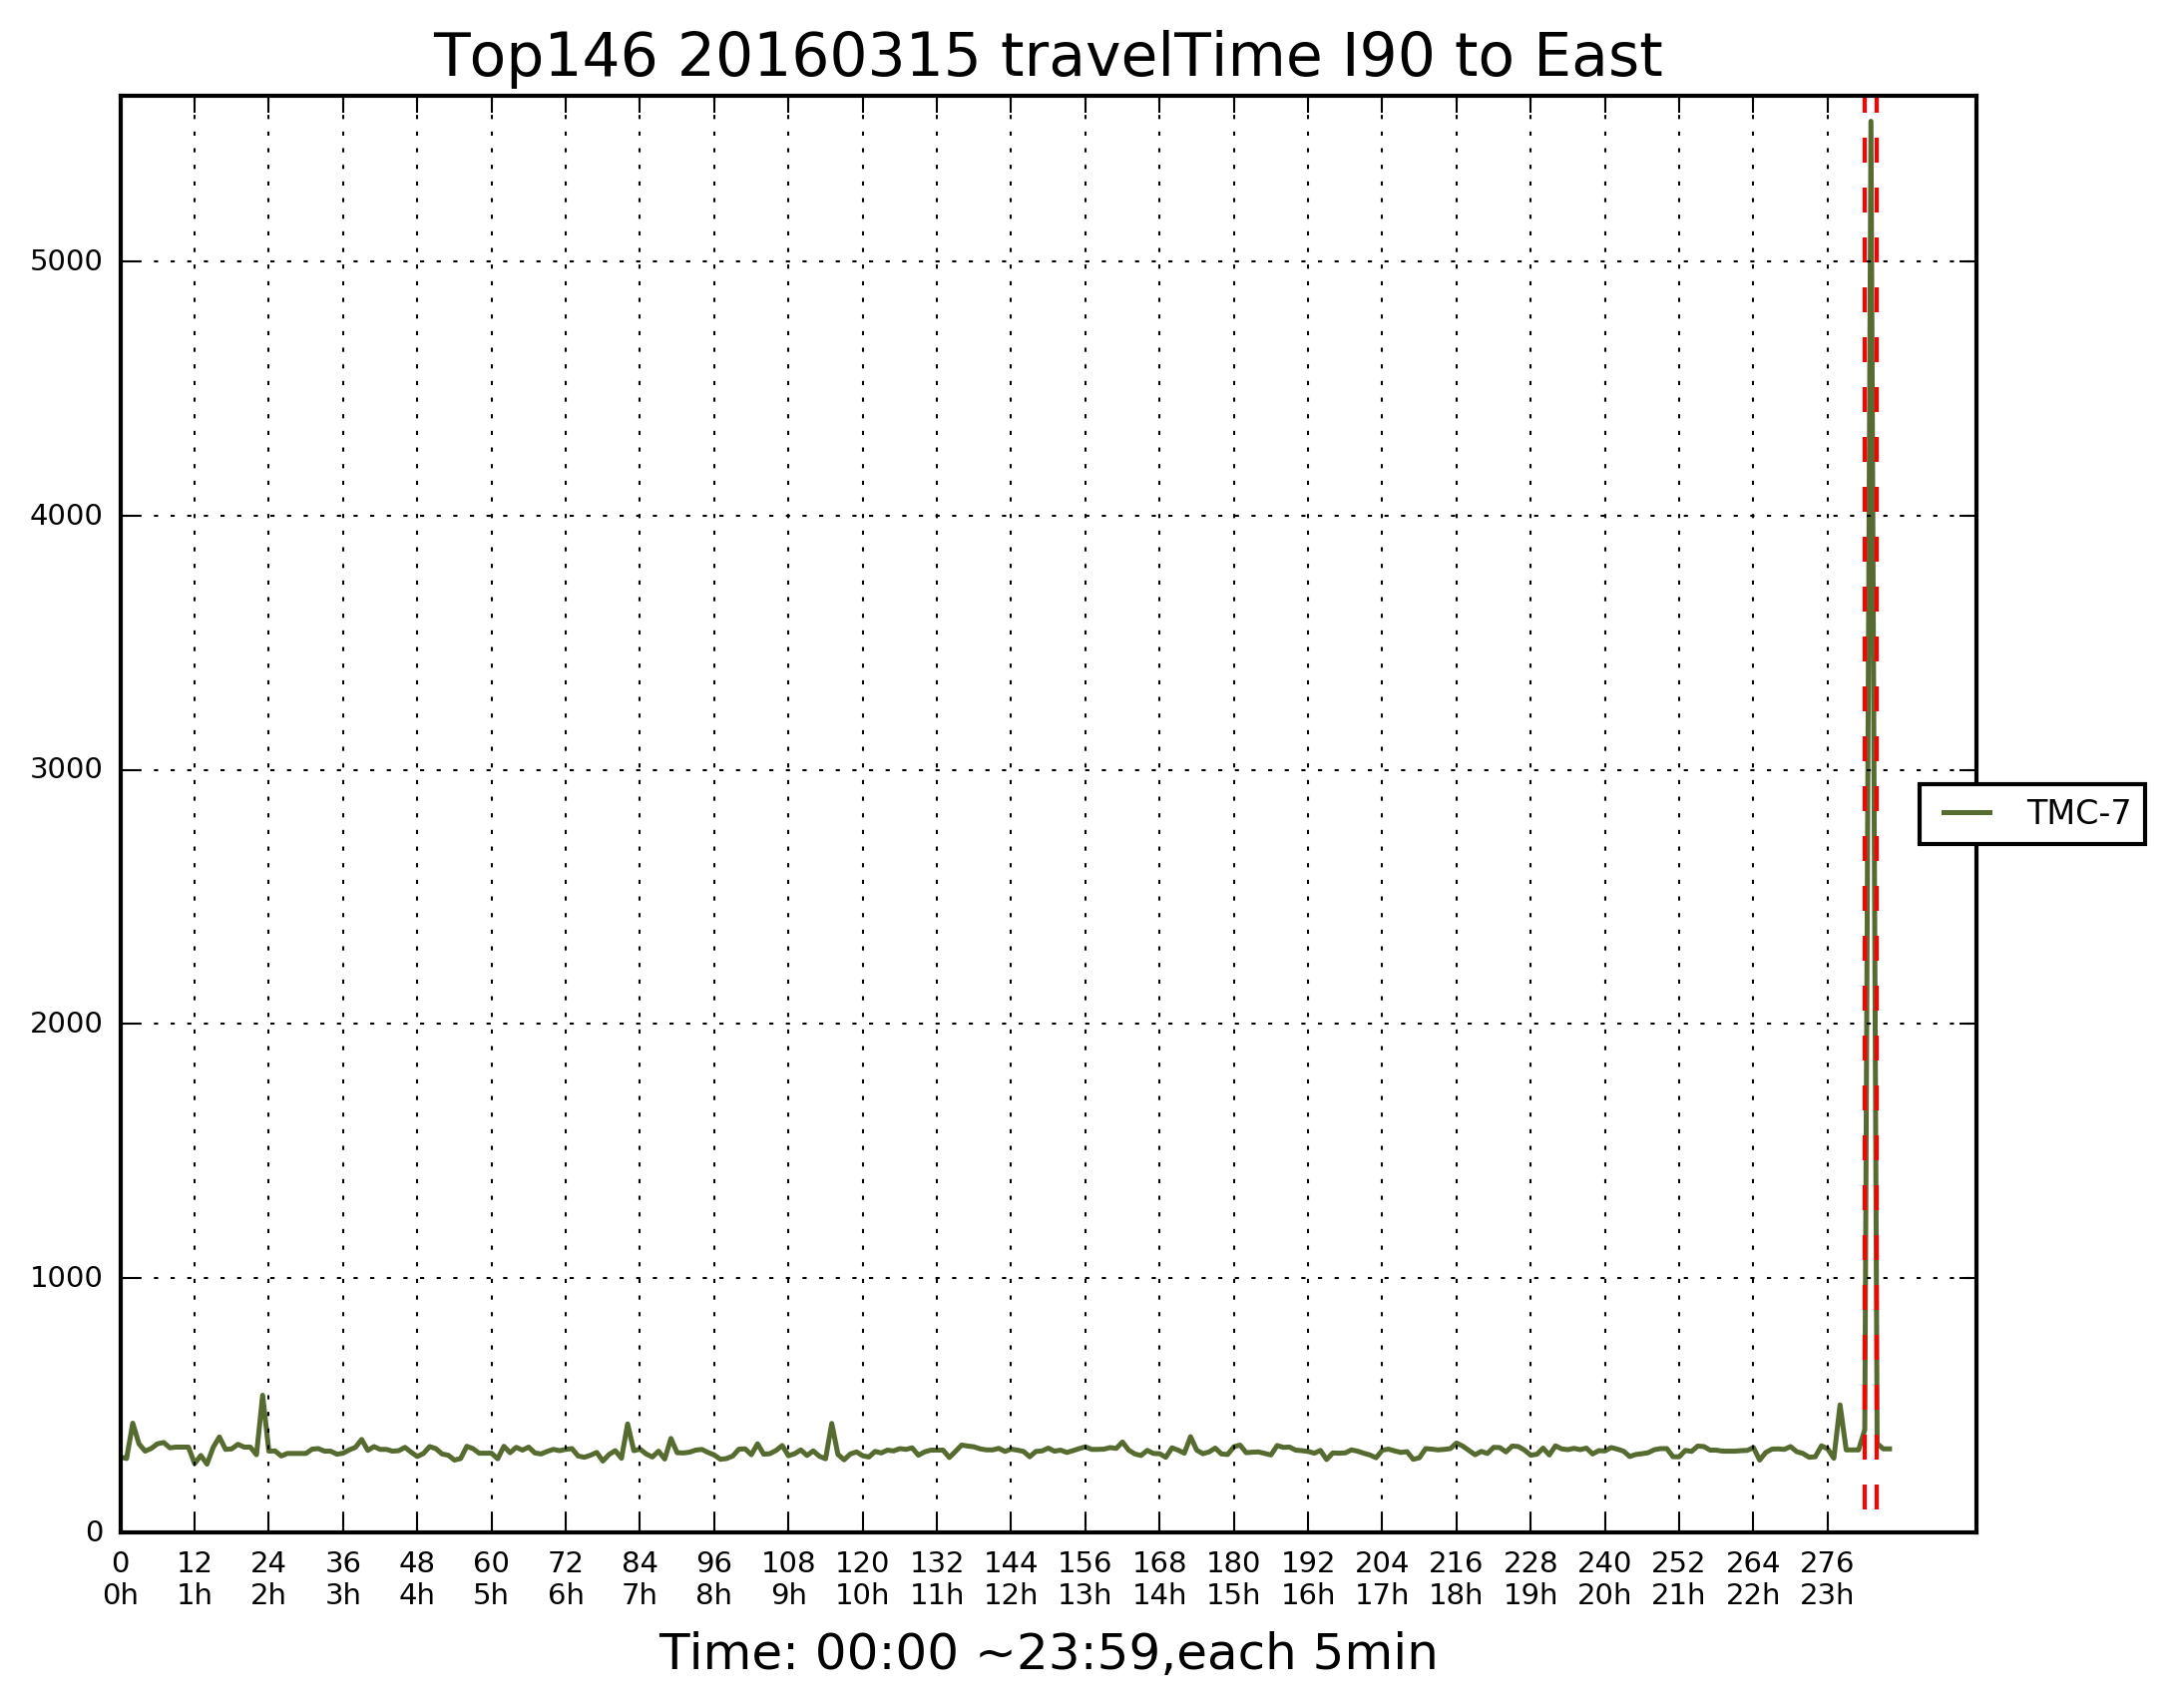 Top146 20160315 travelTime I90 to East
5000
4000
3000
TMC-7
2000
1000
0
0 12 24 36 48 60 72 84 96 108 120 132 144 156 168 180 192 204 216 228 240 252 264 276
0h 1h 2h 3h 4h 5h 6h 7h 8h 9h 10h 11h 12h 13h 14h 15h 16h 17h 18h 19h 20h 21h 22h 23h
Time: 00:00 ~23:59,each 5min